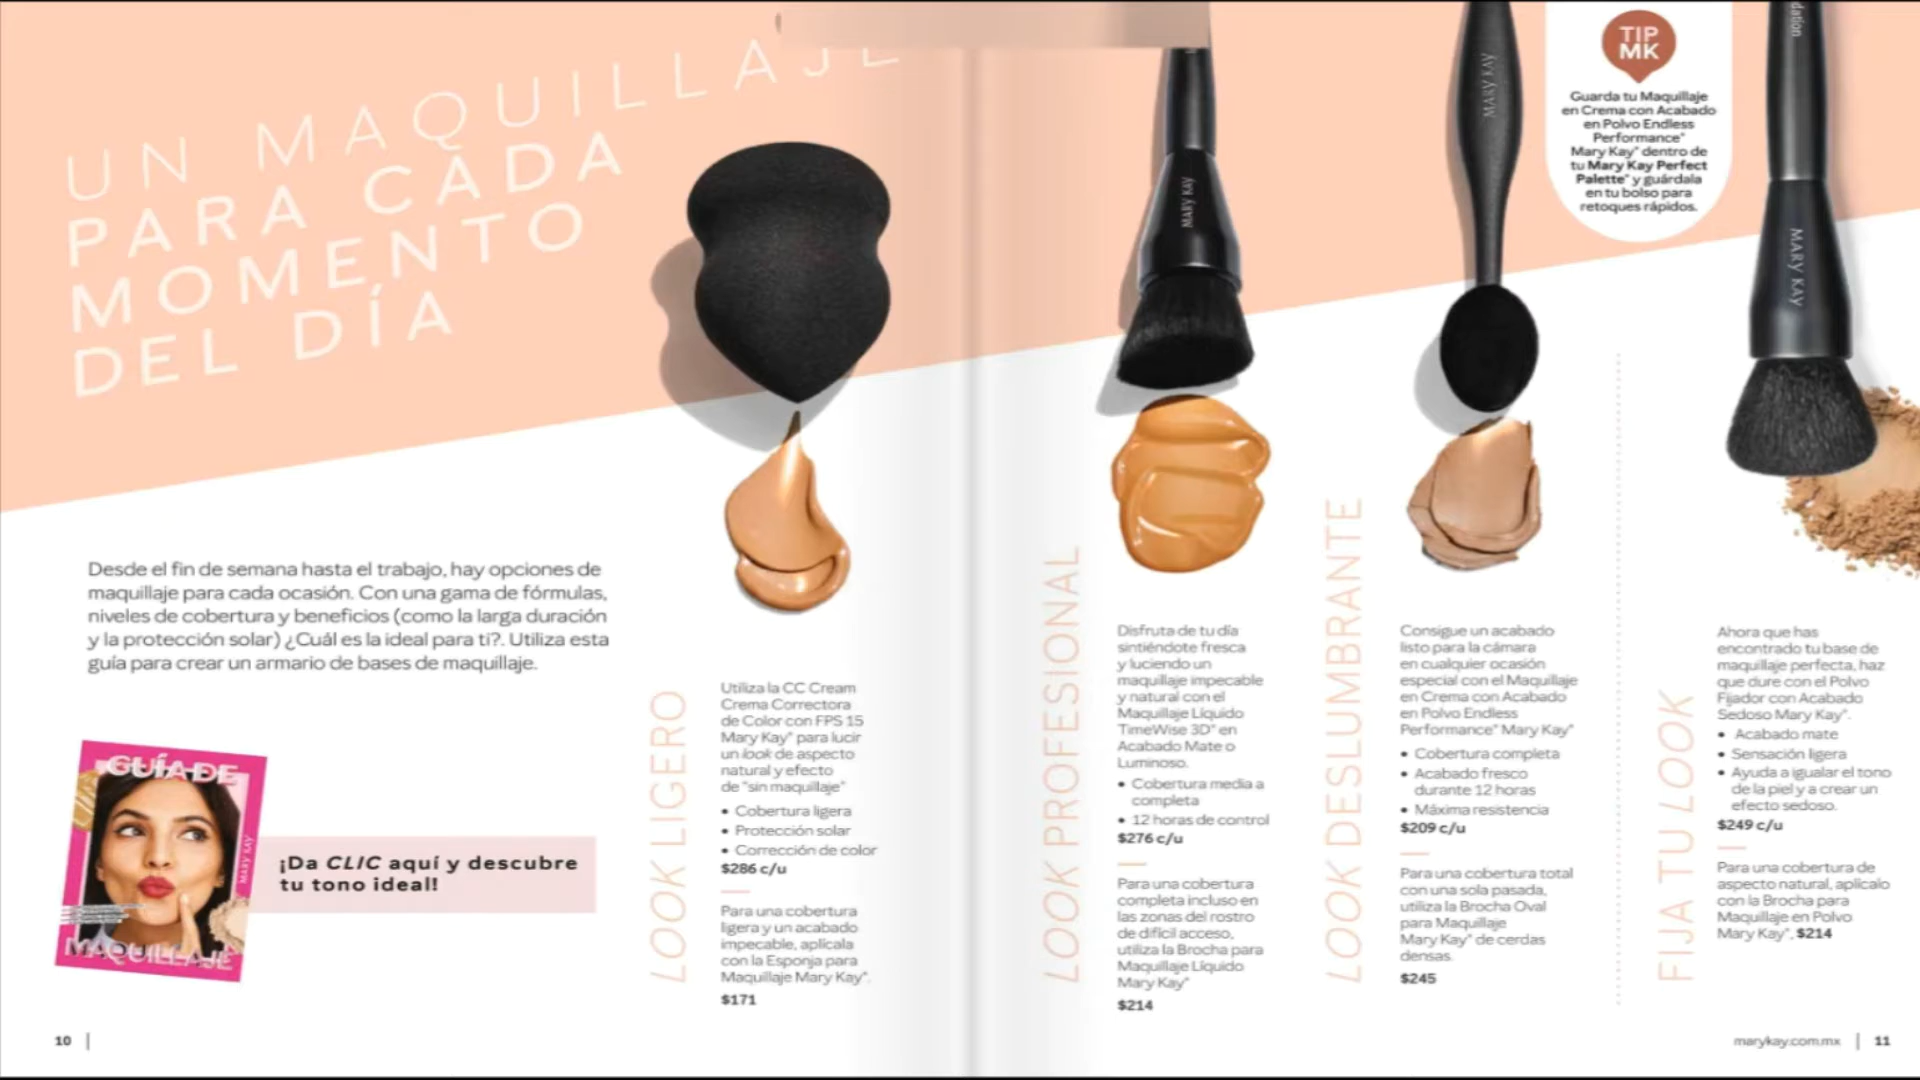 UN MAQUILLAJE
PARA CADA
MOMENTO
DEL DÍA
Desde el fin de semana hasta el trabajo, hay opciones de
maquillaje para cada ocasión. Con una gama de fórmulas,
niveles de cobertura y beneficios (como la larga duración
y la protección solar) ¿Cuál es la ideal para ti?. Utiliza esta
guía para crear un armario de bases de maquillaje.
GUÍA DE
MARY KAY
MAQUILLAJE
¡Da CLIC aquí y descubre
tu tono ideal!
LOOK LIGERO
Utiliza la CC Cream
Crema Correctora
de Color con FPS 15
Mary Kay® para lucir
un look de aspecto
natural y efecto
de "sin maquillaje"
• Cobertura ligera
• Protección solar
• Corrección de color
$286 c/u
Para una cobertura
ligera y un acabado
impecable, aplícala
con la Esponja para
Maquillaje Mary Kay®.
$171
10
MARY KAY
LOOK PROFESIONAL
Disfruta de tu día
sintiéndote fresca
y luciendo un
maquillaje impecable
y natural con el
Maquillaje Líquido
TimeWise 3D® en
Acabado Mate o
Luminoso.
• Cobertura media a
completa
• 12 horas de control
$276 c/u
Para una cobertura
completa incluso en
las zonas del rostro
de difícil acceso,
utiliza la Brocha para
Maquillaje Líquido
Mary Kay®
$214
MARY KAY
LOOK DESLUMBRANTE
Consigue un acabado
listo para la cámara
en cualquier ocasión
especial con el Maquillaje
en Crema con Acabado
en Polvo Endless
Performance® Mary Kay®
• Cobertura completa
• Acabado fresco
durante 12 horas
• Máxima resistencia
$209 c/u
Para una cobertura total
con una sola pasada,
utiliza la Brocha Oval
para Maquillaje
Mary Kay® de cerdas
densas.
$245
TIP
MK
Guarda tu Maquillaje
en Crema con Acabado
en Polvo Endless
Performance®
Mary Kay® dentro de
tu Mary Kay Perfect
Palette® y guárdala
en tu bolso para
retoques rápidos.
dation
MARY KAY
FIJA TU LOOK
Ahora que has
encontrado tu base de
maquillaje perfecta, haz
que dure con el Polvo
Fijador con Acabado
Sedoso Mary Kay®.
• Acabado mate
• Sensación ligera
• Ayuda a igualar el tono
de la piel y a crear un
efecto sedoso.
$249 c/u
Para una cobertura de
aspecto natural, aplícalo
con la Brocha para
Maquillaje en Polvo
Mary Kay®, $214
marykay.com.mx | 11